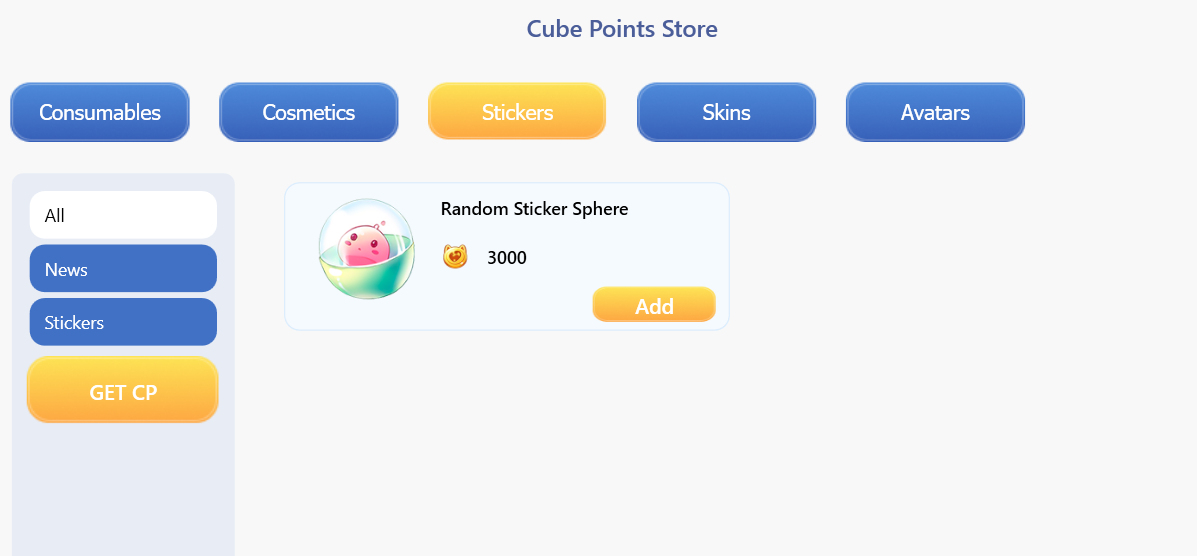 Cube Points Store
Consumables
Cosmetics
Stickers
Skins
Avatars
All
News
Stickers
GET CP
Random Sticker Sphere
3000
Add